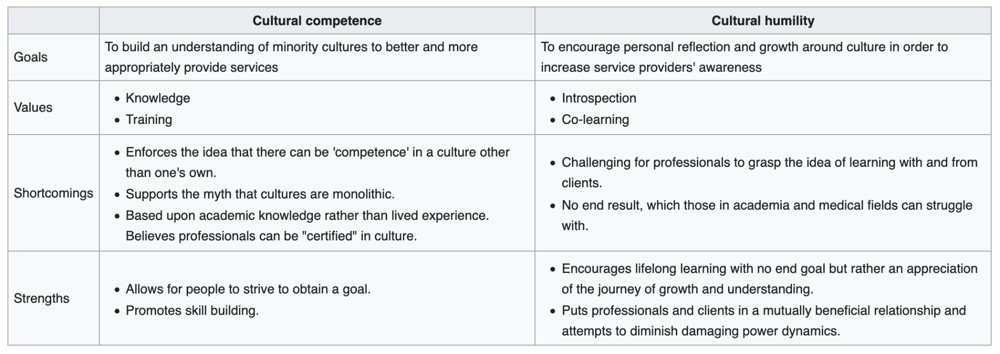 Cultural competence
Cultural humility
Goals
To build an understanding of minority cultures to better and more
appropriately provide services
To encourage personal reflection and growth around culture in order to
increase service providers' awareness
Values
• Knowledge
• Training
• Introspection
• Co-learning
Shortcomings
• Enforces the idea that there can be 'competence' in a culture other
than one's own.
• Supports the myth that cultures are monolithic.
• Based upon academic knowledge rather than lived experience.
Believes professionals can be "certified" in culture.
• Challenging for professionals to grasp the idea of learning with and from
clients.
• No end result, which those in academia and medical fields can struggle
with.
Strengths
• Allows for people to strive to obtain a goal.
• Promotes skill building.
• Encourages lifelong learning with no end goal but rather an appreciation
of the journey of growth and understanding.
• Puts professionals and clients in a mutually beneficial relationship and
attempts to diminish damaging power dynamics.